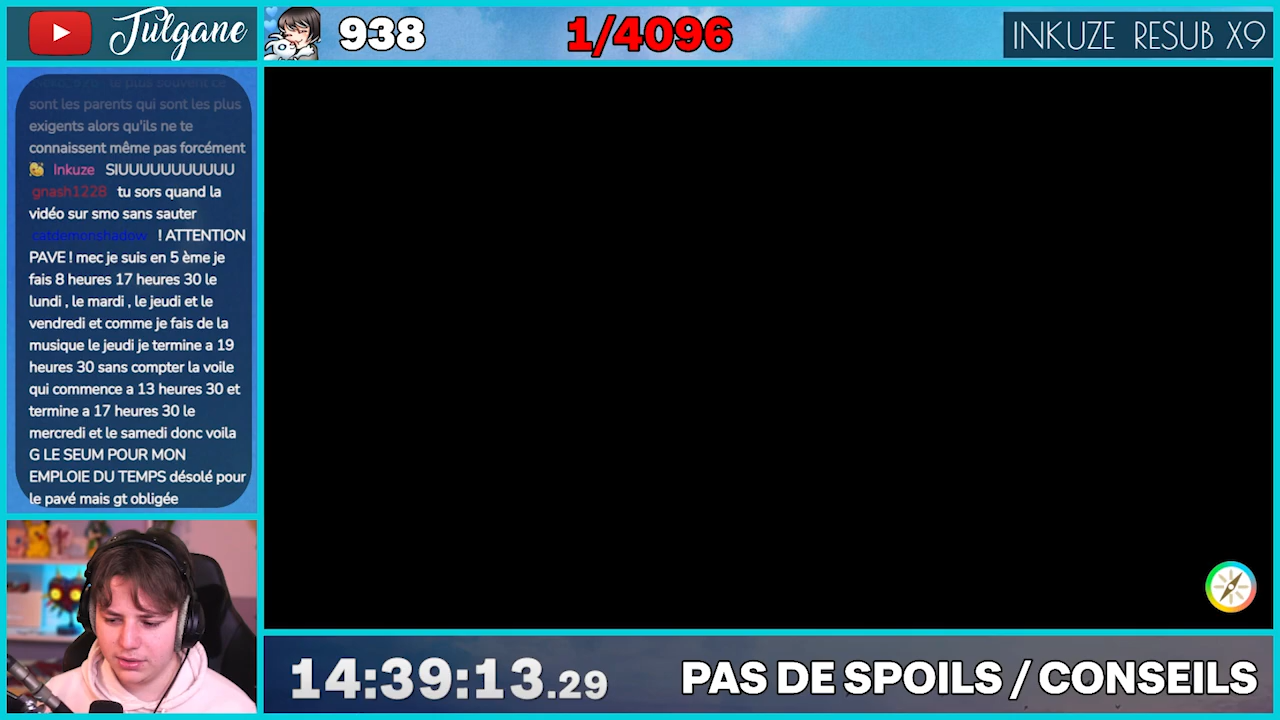 Julgane
938
1/4096
INKUZE RESUB X9
le plus souvent ce
sont les parents qui sont les plus
exigents alors qu'ils ne te
connaissent même pas forcément
Inkuze SIUUUUUUUUUUU
gnash1228 tu sors quand la
vidéo sur smo sans sauter
catdemonshadow ! ATTENTION
PAVE ! mec je suis en 5 ème je
fais 8 heures 17 heures 30 le
lundi , le mardi , le jeudi et le
vendredi et comme je fais de la
musique le jeudi je termine a 19
heures 30 sans compter la voile
qui commence a 13 heures 30 et
termine a 17 heures 30 le
mercredi et le samedi donc voila
G LE SEUM POUR MON
EMPLOIE DU TEMPS désolé pour
le pavé mais gt obligée
14:39:13.29
PAS DE SPOILS / CONSEILS